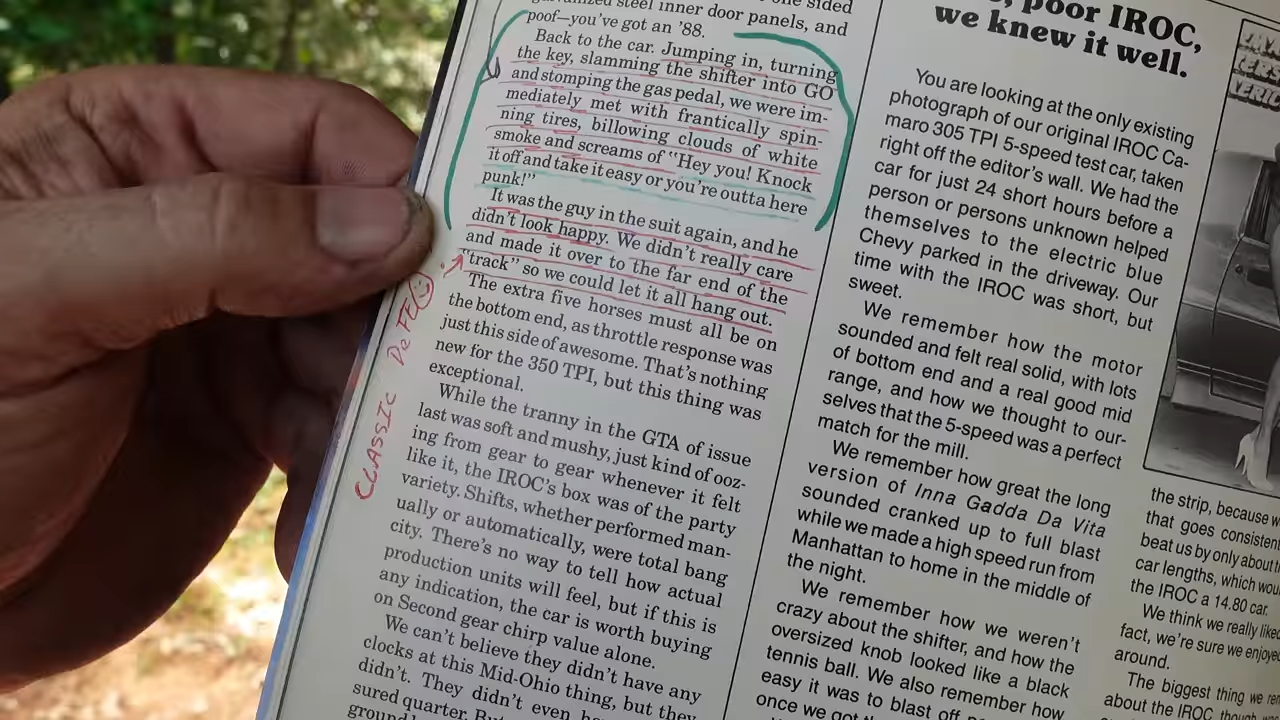 steel inner door panels, and
poof—you've got an '88.
Back to the car. Jumping in, turning
the key, slamming the shifter into GO
and stomping the gas pedal, we were im-
mediately met with frantically spin-
ning tires, billowing clouds of white
smoke and screams of "Hey you! Knock
it off and take it easy or you're outta here
punk!"
It was the guy in the suit again, and he
didn't look happy. We didn't really care
and made it over to the far end of the
"track" so we could let it all hang out.
The extra five horses must all be on
the bottom end, as throttle response was
just this side of awesome. That's nothing
new for the 350 TPI, but this thing was
exceptional.
While the tranny in the GTA of issue
last was soft and mushy, just kind of ooz-
ing from gear to gear whenever it felt
like it, the IROC's box was of the party
variety. Shifts, whether performed man-
ually or automatically, were total bang
city. There's no way to tell how actual
production units will feel, but if this is
any indication, the car is worth buying
on Second gear chirp value alone.
We can't believe they didn't have any
clocks at this Mid-Ohio thing, but they
didn't. They didn't even
sured quarter. But
CLASSIC
poor IROC,
we knew it well.
You are looking at the only existing
photograph of our original IROC Ca-
maro 305 TPI 5-speed test car, taken
right off the editor's wall. We had the
car for just 24 short hours before a
person or persons unknown helped
themselves to the electric blue
Chevy parked in the driveway. Our
time with the IROC was short, but
sweet.
We remember how the motor
sounded and felt real solid, with lots
of bottom end and a real good mid
range, and how we thought to our-
selves that the 5-speed was a perfect
match for the mill.
We remember how great the long
version of Inna Gadda Da Vita
sounded cranked up to full blast
while we made a high speed run from
Manhattan to home in the middle of
the night.
We remember how we weren't
crazy about the shifter, and how the
oversized knob looked like a black
tennis ball. We also remember how
easy it was to blast off
once we got
the strip, because
that goes consistent
beat us by only about
car lengths, which
the IROC a 14.80 car.
We think we really
fact, we're sure we
around.
The biggest thing we
about the IROC,